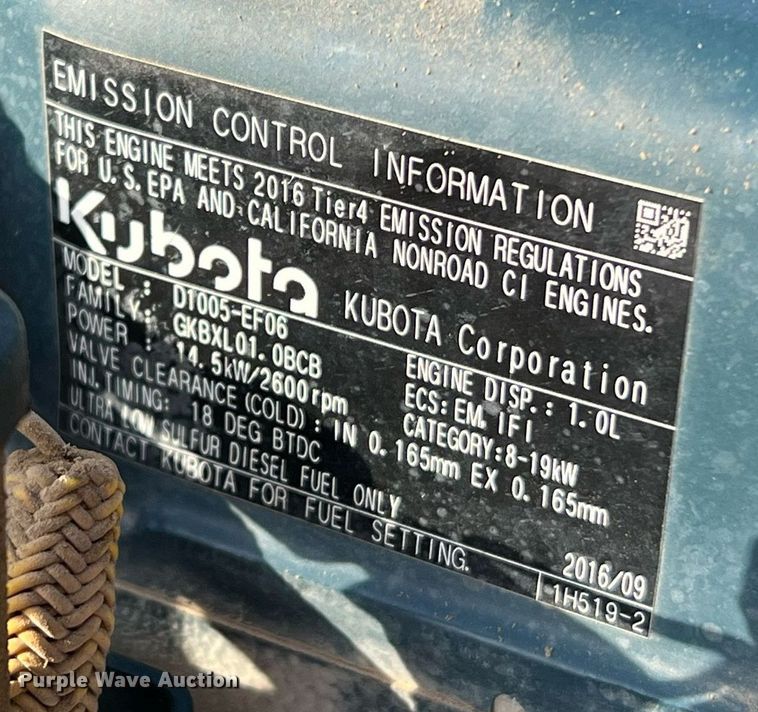 EMISSION CONTROL INFORMATION
THIS ENGINE MEETS 2016 Tier4 EMISSION REGULATIONS
FOR U.S. EPA AND CALIFORNIA NONROAD CI ENGINES.
Kubota KUBOTA Corporation
MODEL : D1005-EF06 ENGINE DISP. : 1.0L
FAMILY: GKBXL01.0BCB ECS: EM, IFI
POWER : 14.5kW/2600rpm CATEGORY:8-19kW
VALVE CLEARANCE (COLD) : IN 0.165mm EX 0.165mm
INJ.TIMING: 18 DEG BTDC
ULTRA LOW SULFUR DIESEL FUEL ONLY
CONTACT KUBOTA FOR FUEL SETTING.
2016/09
1H519-2
Purple Wave Auction